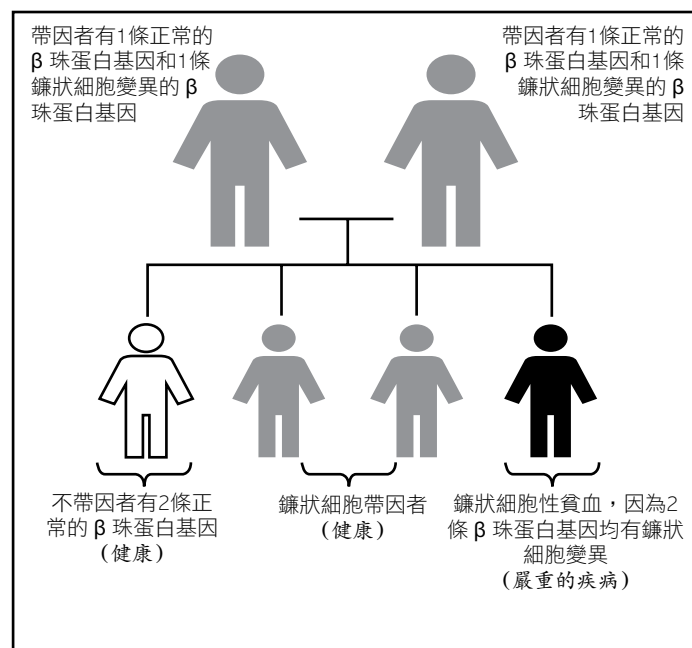 帶因者有1條正常的
β 珠蛋白基因和1條
鐮狀細胞變異的 β
珠蛋白基因
帶因者有1條正常的
β 珠蛋白基因和1條
鐮狀細胞變異的 β
珠蛋白基因
不帶因者有2條正
常的 β 珠蛋白基因
(健康)
鐮狀細胞帶因者
(健康)
鐮狀細胞性貧血，因為2
條 β 珠蛋白基因均有鐮狀
細胞變異
(嚴重的疾病)